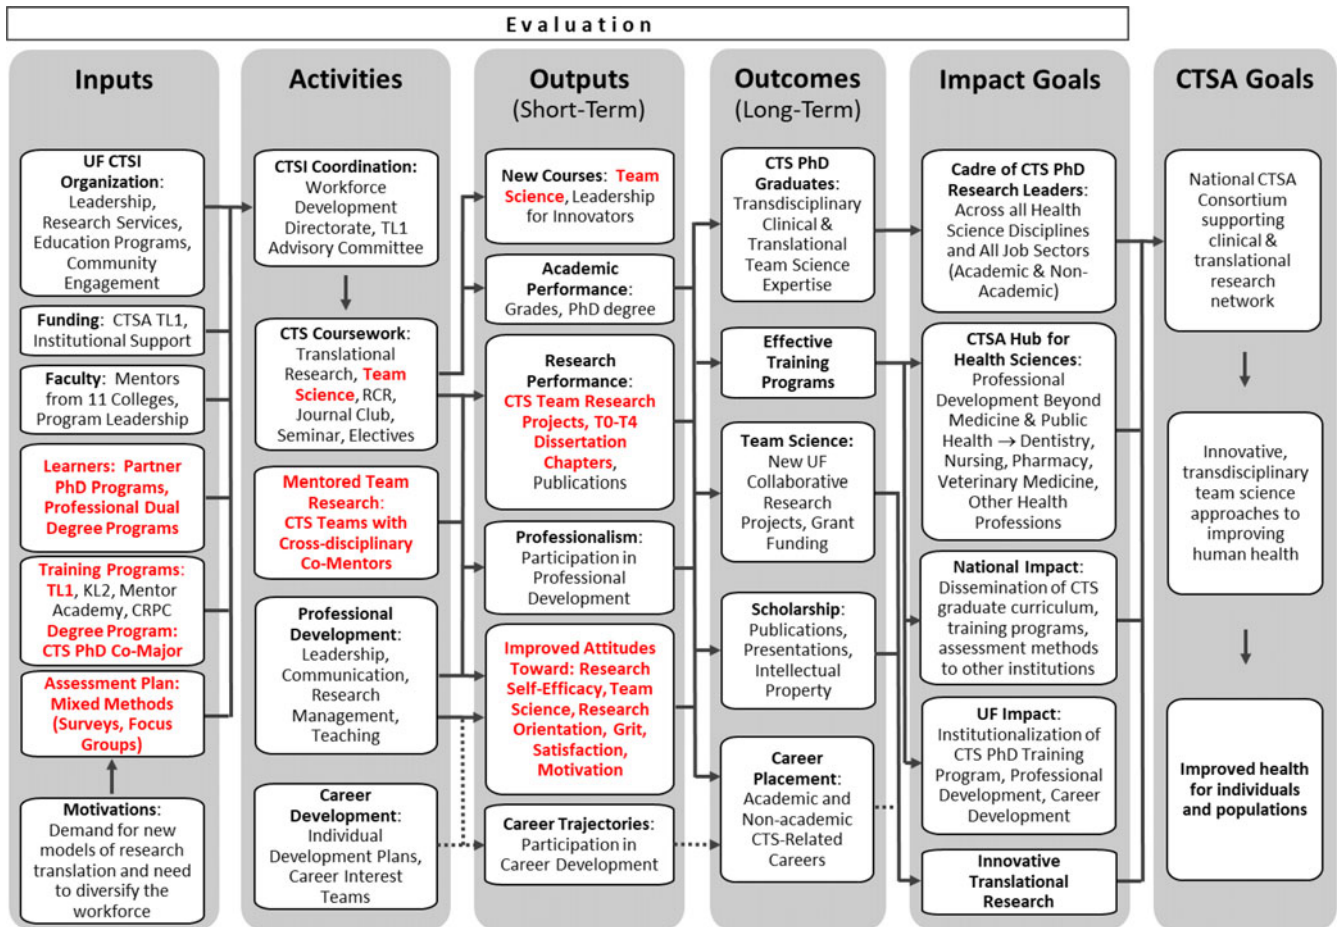 Evaluation
Inputs
UF CTSI
Organization:
Leadership,
Research Services,
Education Programs,
Community
Engagement
Funding: CTSA TL1,
Institutional Support
Faculty: Mentors
from 11 Colleges,
Program Leadership
Learners: Partner
PhD Programs,
Professional Dual
Degree Programs
Training Programs:
TL1, KL2, Mentor
Academy, CRPC
Degree Program:
CTS PhD Co-Major
Assessment Plan:
Mixed Methods
(Surveys, Focus
Groups)
Motivations:
Demand for new
models of research
translation and need
to diversify the
workforce
Activities
CTSI Coordination:
Workforce
Development
Directorate, TL1
Advisory Committee
CTS Coursework:
Translational
Research, Team
Science, RCR,
Journal Club,
Seminar, Electives
Mentored Team
Research:
CTS Teams with
Cross-disciplinary
Co-Mentors
Professional
Development:
Leadership,
Communication,
Research
Management,
Teaching
Career
Development:
Individual
Development Plans,
Career Interest
Teams
Outputs
(Short-Term)
New Courses: Team
Science, Leadership
for Innovators
Academic
Performance:
Grades, PhD degree
Research
Performance:
CTS Team Research
Projects, T0-T4
Dissertation
Chapters,
Publications
Professionalism:
Participation in
Professional
Development
Improved Attitudes
Toward: Research
Self-Efficacy, Team
Science, Research
Orientation, Grit,
Satisfaction,
Motivation
Career Trajectories:
Participation in
Career Development
Outcomes
(Long-Term)
CTS PhD
Graduates:
Transdisciplinary
Clinical &
Translational
Team Science
Expertise
Effective
Training
Programs
Team Science:
New UF
Collaborative
Research
Projects, Grant
Funding
Scholarship:
Publications,
Presentations,
Intellectual
Property
Career
Placement:
Academic and
Non-academic
CTS-Related
Careers
Impact Goals
Cadre of CTS PhD
Research Leaders:
Across all Health
Science Disciplines
and All Job Sectors
(Academic & Non-
Academic)
CTSA Hub for
Health Sciences:
Professional
Development Beyond
Medicine & Public
Health → Dentistry,
Nursing, Pharmacy,
Veterinary Medicine,
Other Health
Professions
National Impact:
Dissemination of CTS
graduate curriculum,
training programs,
assessment methods
to other institutions
UF Impact:
Institutionalization
of CTS PhD Training
Program, Professional
Development, Career
Development
Innovative
Translational
Research
CTSA Goals
National CTSA
Consortium
supporting
clinical &
translational
research
network
Innovative,
transdisciplinary
team science
approaches to
improving
human health
Improved health
for individuals
and populations